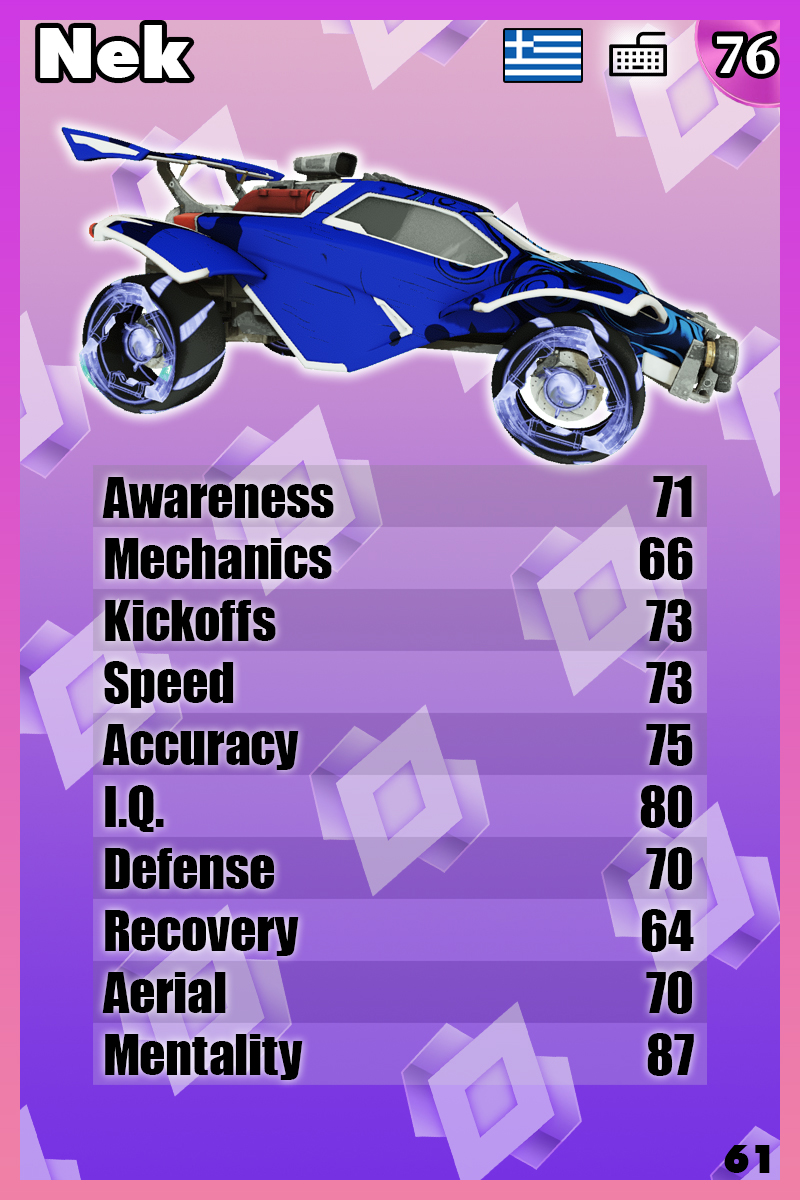 Nek 76
Awareness 71
Mechanics 66
Kickoffs 73
Speed 73
Accuracy 75
I.Q. 80
Defense 70
Recovery 64
Aerial 70
Mentality 87
61